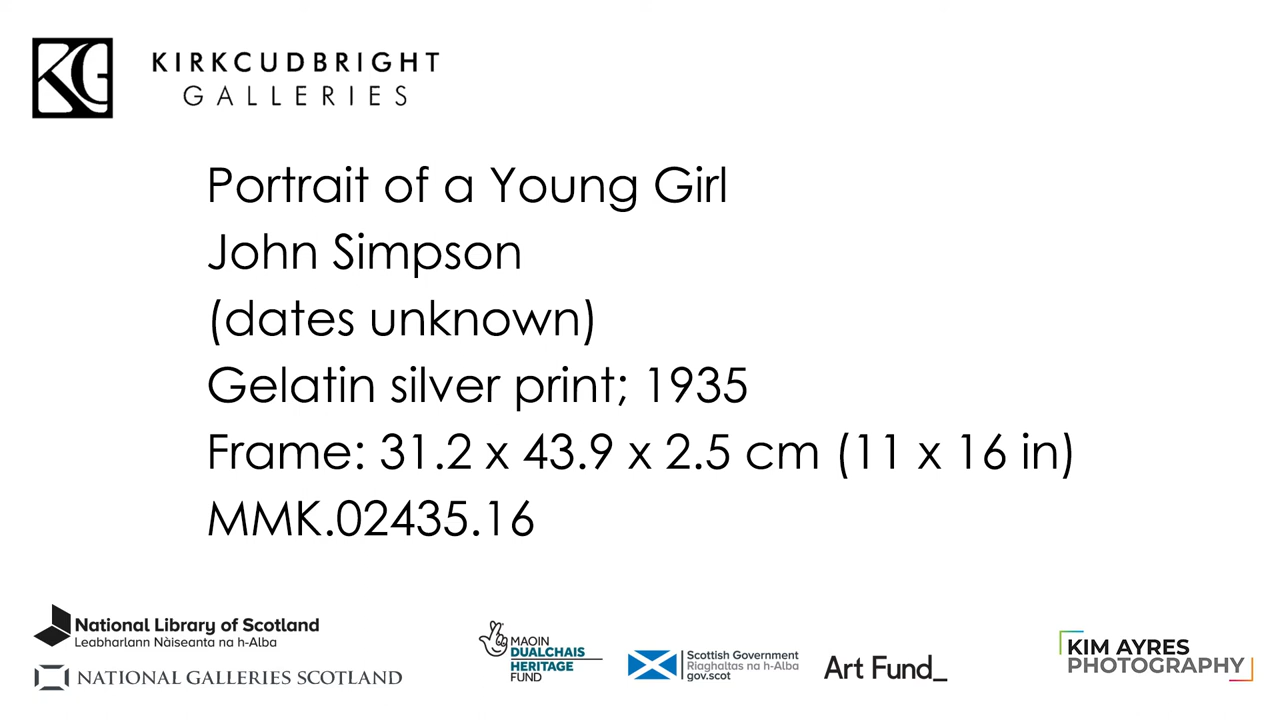 KG
KIRKCUDBRIGHT
GALLERIES
Portrait of a Young Girl
John Simpson
(dates unknown)
Gelatin silver print; 1935
Frame: 31.2 x 43.9 x 2.5 cm (11 x 16 in)
MMK.02435.16
National Library of Scotland
Leabharlann Nàiseanta na h-Alba
NATIONAL GALLERIES SCOTLAND
MAOIN
DUALCHAIS
HERITAGE
FUND
Scottish Government
Riaghaltas na h-Alba
gov.scot
Art Fund_
KIM AYRES
PHOTOGRAPHY